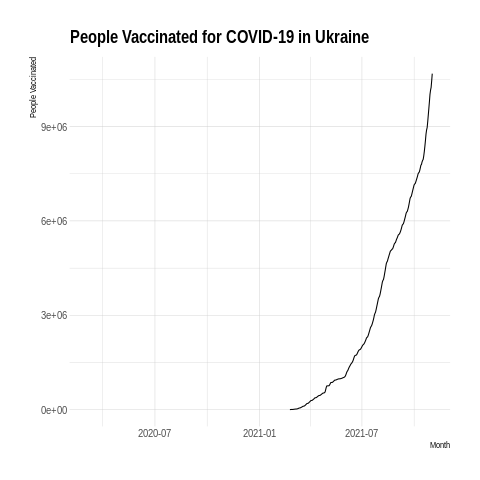 People Vaccinated for COVID-19 in Ukraine
People Vaccinated
9e+06
6e+06
3e+06
0e+00
2020-07 2021-01 2021-07
Month